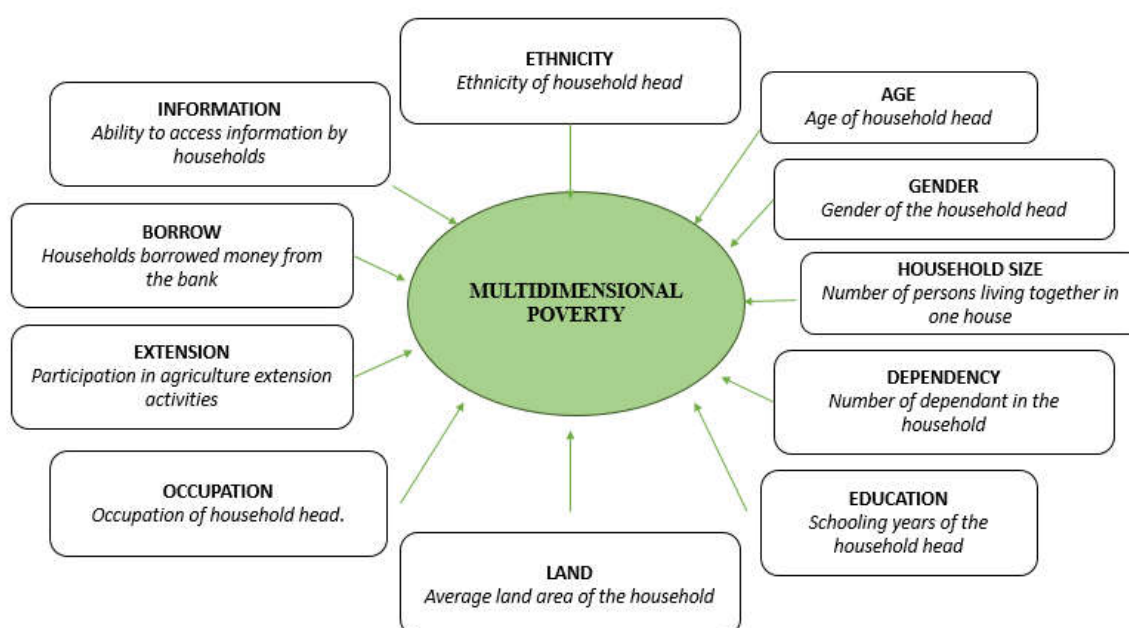 ETHNICITY
Ethnicity of household head
AGE
Age of household head
INFORMATION
Ability to access information by
households
GENDER
Gender of the household head
BORROW
Households borrowed money from
the bank
HOUSEHOLD SIZE
Number of persons living together in
one house
MULTIDIMENSIONAL
POVERTY
EXTENSION
Participation in agriculture extension
activities
DEPENDENCY
Number of dependant in the
household
OCCUPATION
Occupation of household head.
EDUCATION
Schooling years of the
household head
LAND
Average land area of the household